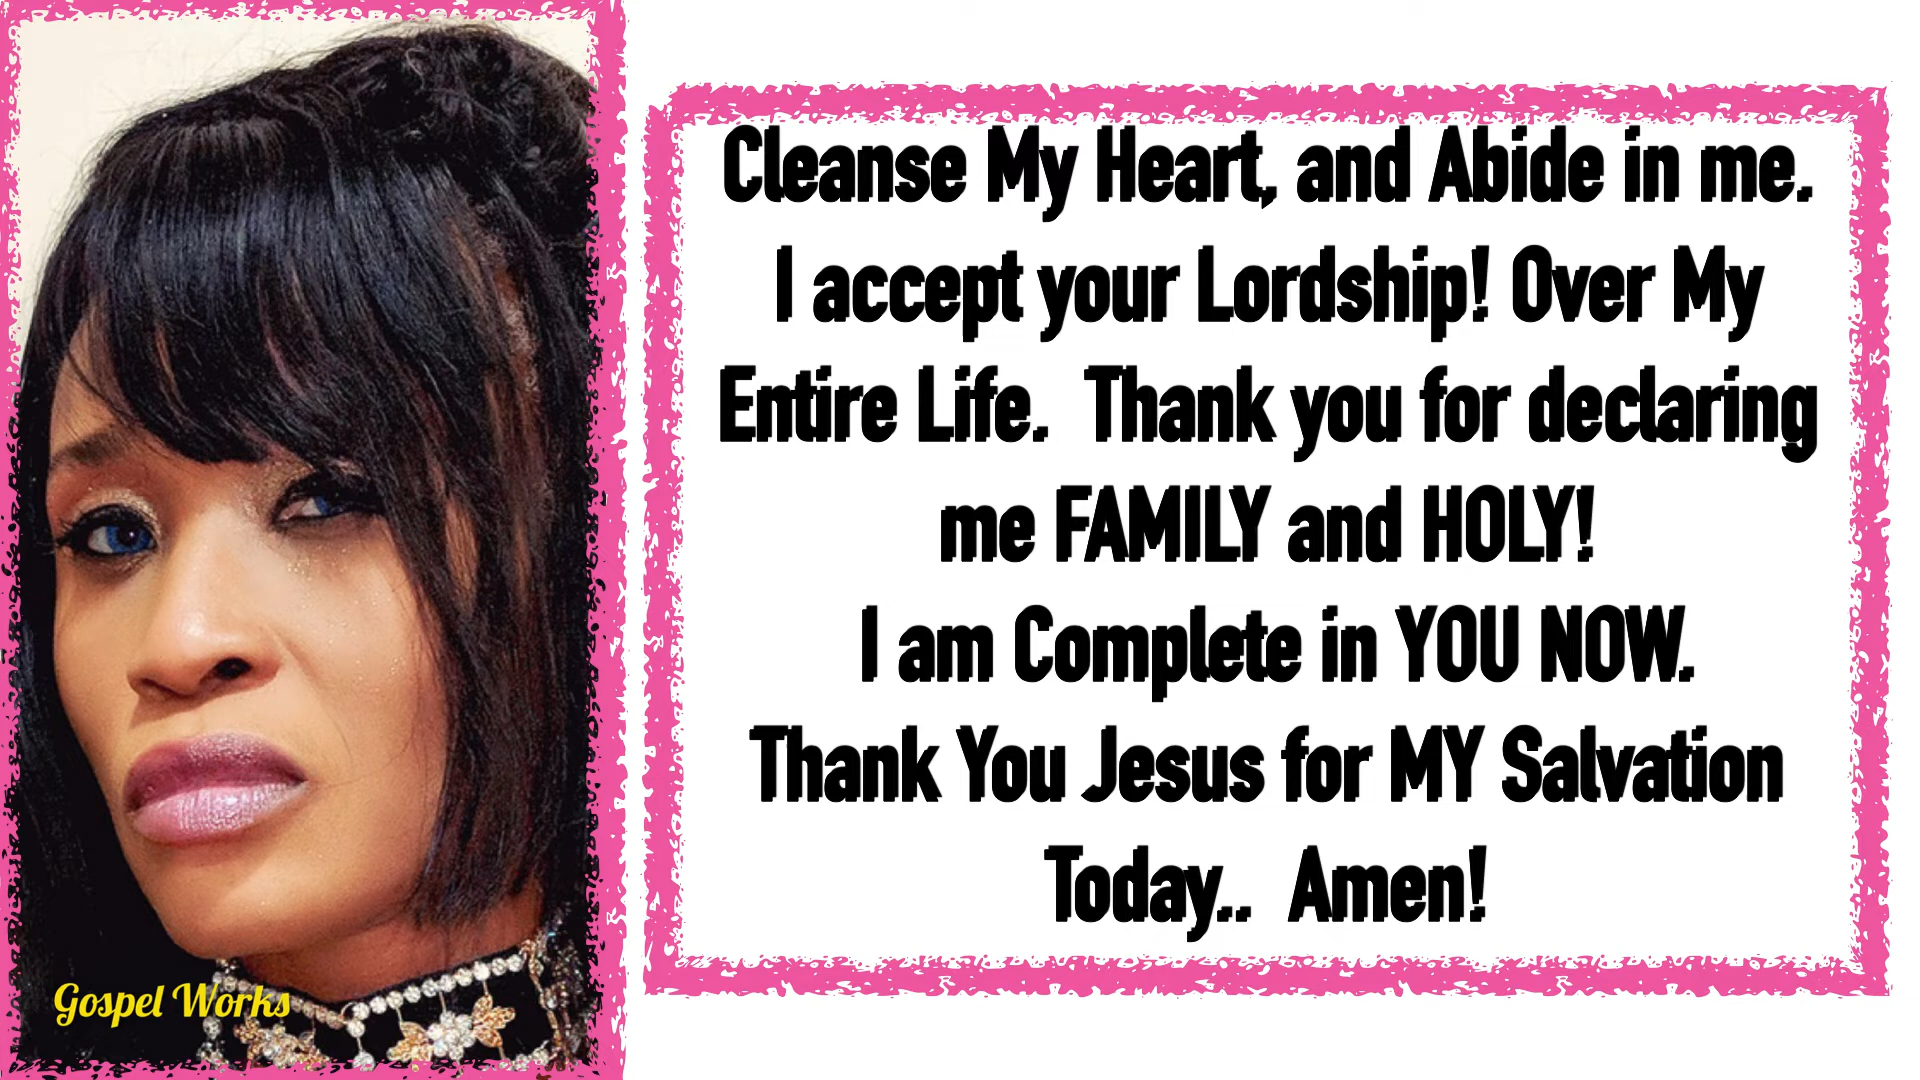 Cleanse My Heart, and Abide in me.
I accept your Lordship! Over My
Entire Life.  Thank you for declaring
me FAMILY and HOLY!
I am Complete in YOU NOW.
Thank You Jesus for MY Salvation
Today..  Amen!
Gospel Works